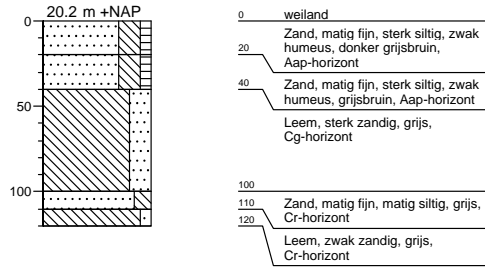 20.2 m +NAP
0
50
100
0 weiland
Zand, matig fijn, sterk siltig, zwak
20 humeus, donker grijsbruin,
Aap-horizont
40 Zand, matig fijn, sterk siltig, zwak
humeus, grijsbruin, Aap-horizont
Leem, sterk zandig, grijs,
Cg-horizont
100
110 Zand, matig fijn, matig siltig, grijs,
Cr-horizont
120
Leem, zwak zandig, grijs,
Cr-horizont